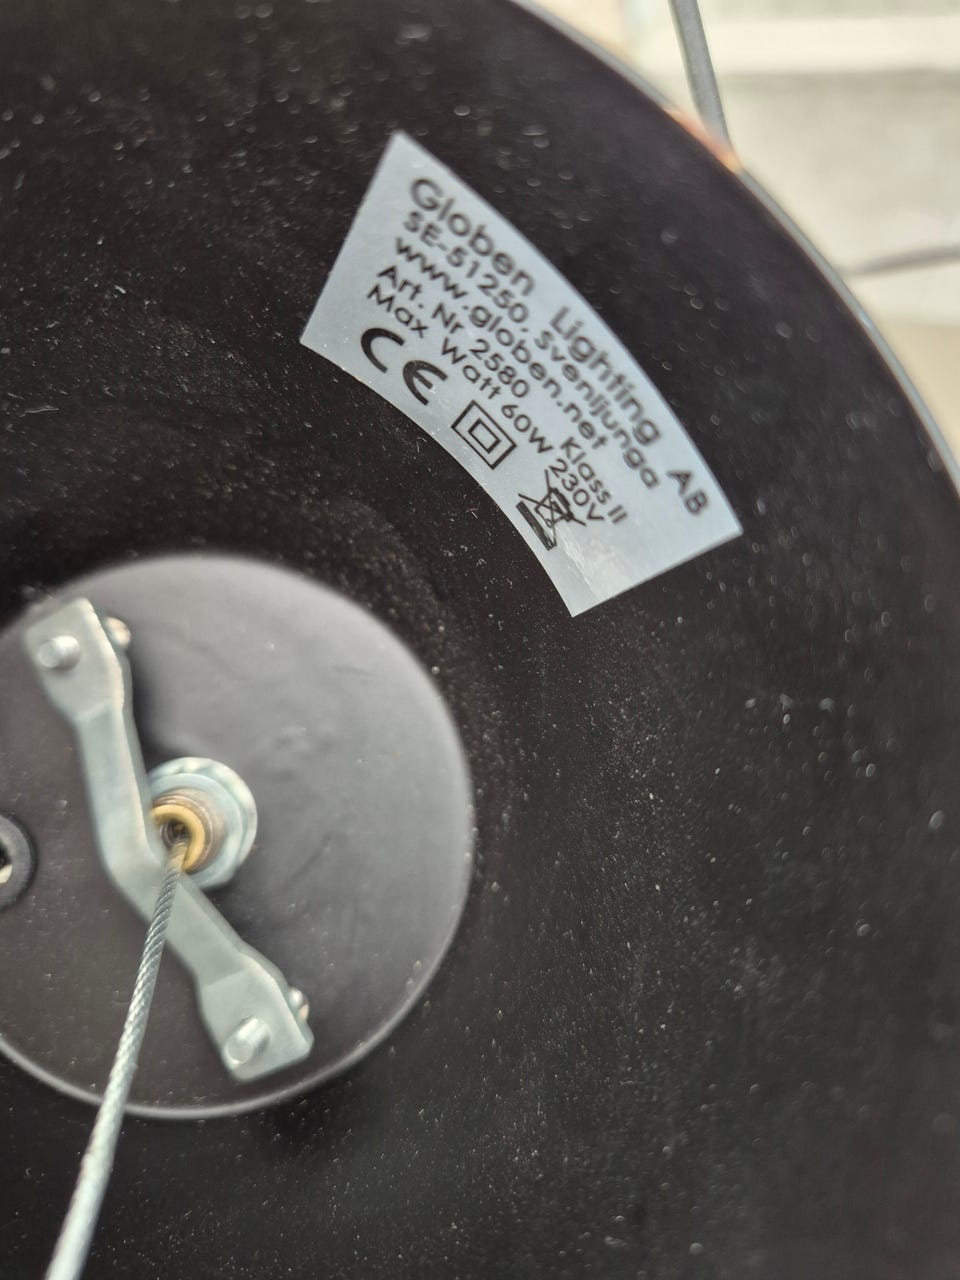 Globen Lighting AB
SE-51250, Svenljunga
www.globen.net
Art. Nr 2580 Klass II
Max Watt 60W 230V
CE